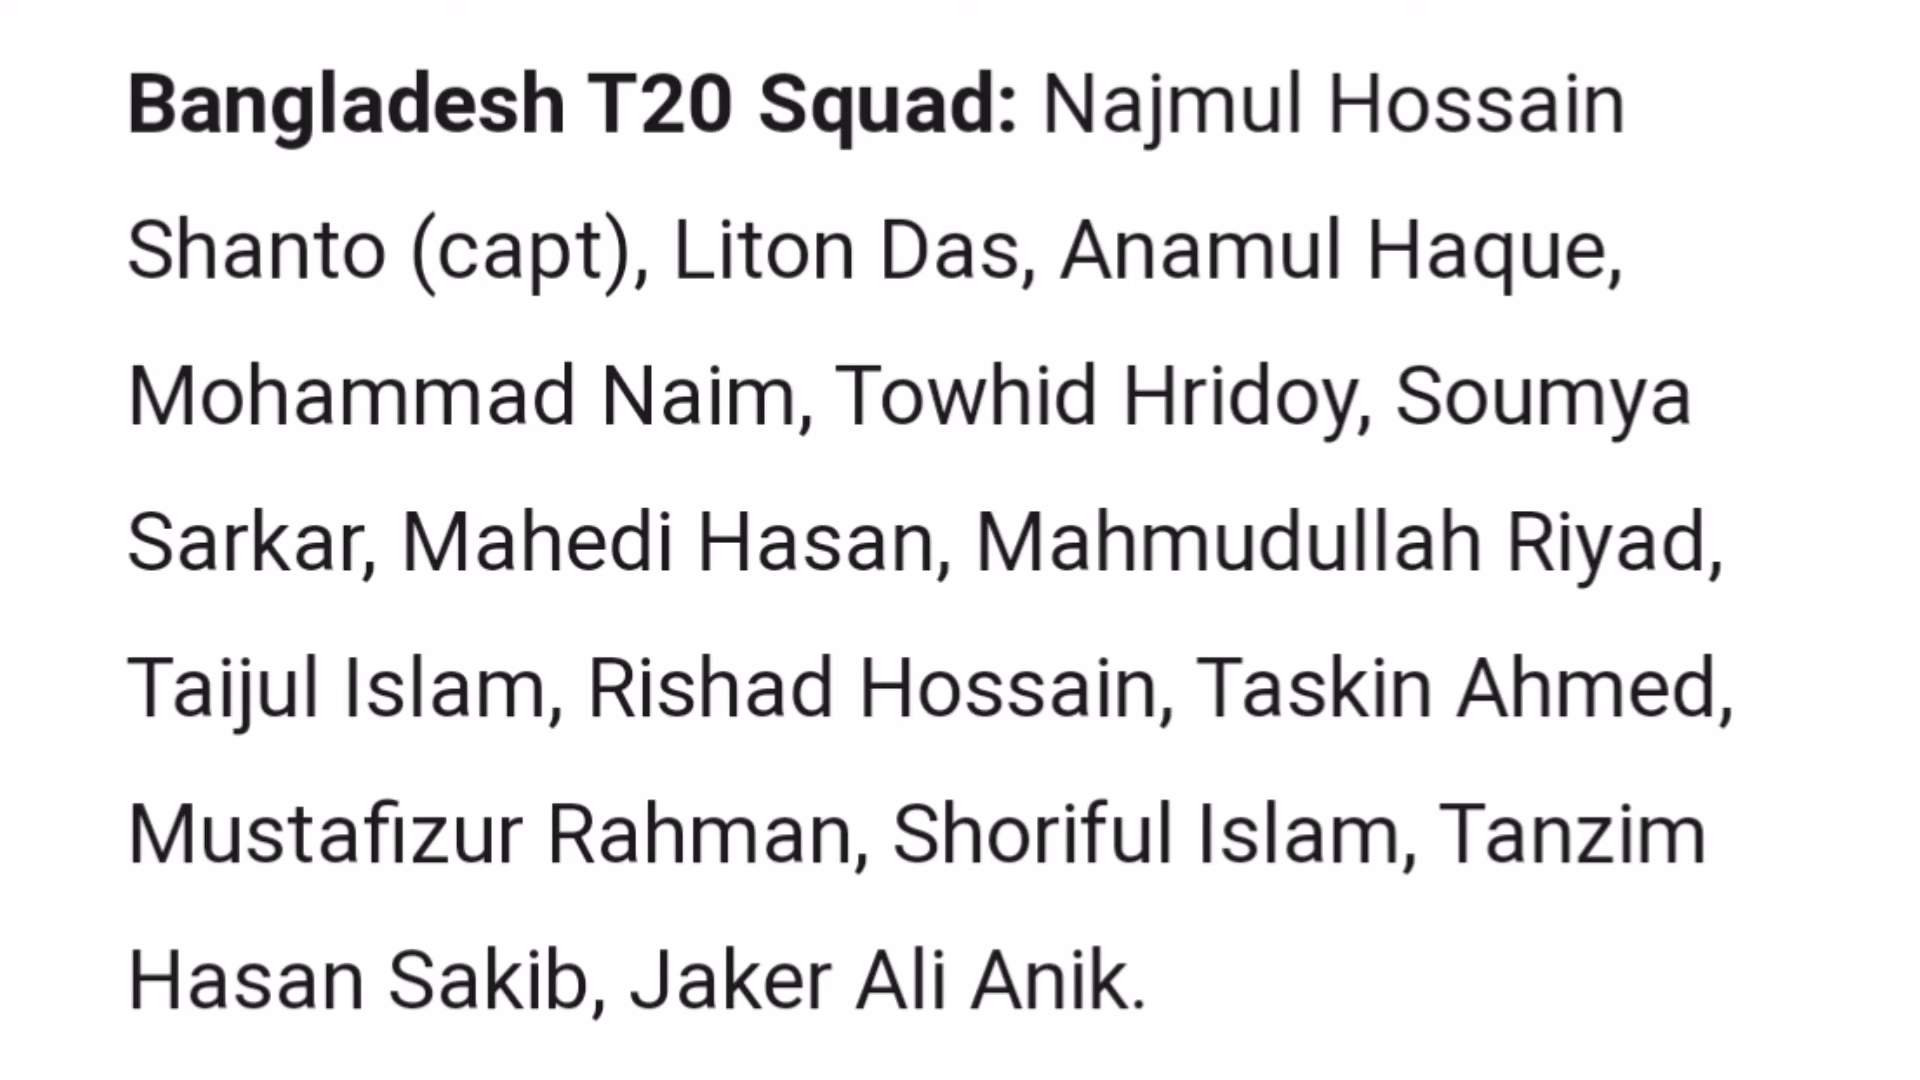 Bangladesh T20 Squad: Najmul Hossain
Shanto (capt), Liton Das, Anamul Haque,
Mohammad Naim, Towhid Hridoy, Soumya
Sarkar, Mahedi Hasan, Mahmudullah Riyad,
Taijul Islam, Rishad Hossain, Taskin Ahmed,
Mustafizur Rahman, Shoriful Islam, Tanzim
Hasan Sakib, Jaker Ali Anik.